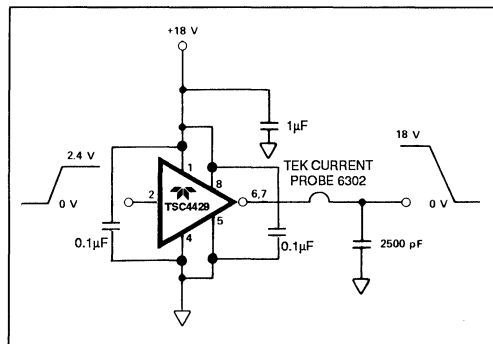 +18 V
1µF
2.4 V
0 V
18 V
0 V
TEK CURRENT
PROBE 6302
1
2
TSC4429
8
6,7
5
4
0.1µF
0.1µF
2500 pF